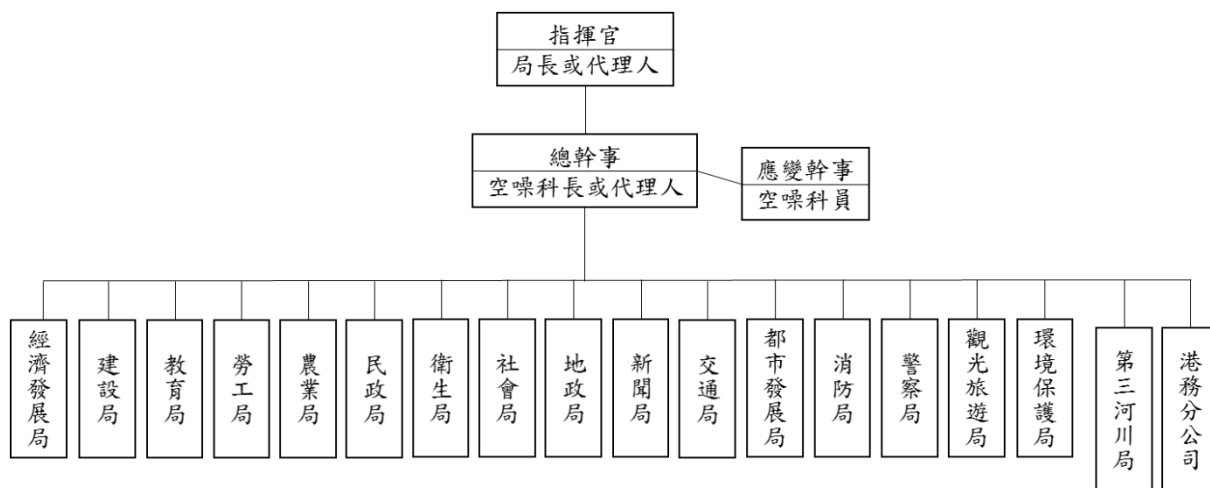 指揮官
局長或代理人
總幹事
空噪科長或代理人
應變幹事
空噪科員
經濟發展局
建設局
教育局
勞工局
農業局
民政局
衛生局
社會局
地政局
新聞局
交通局
都市發展局
消防局
警察局
觀光旅遊局
環境保護局
第三河川局
港務分公司